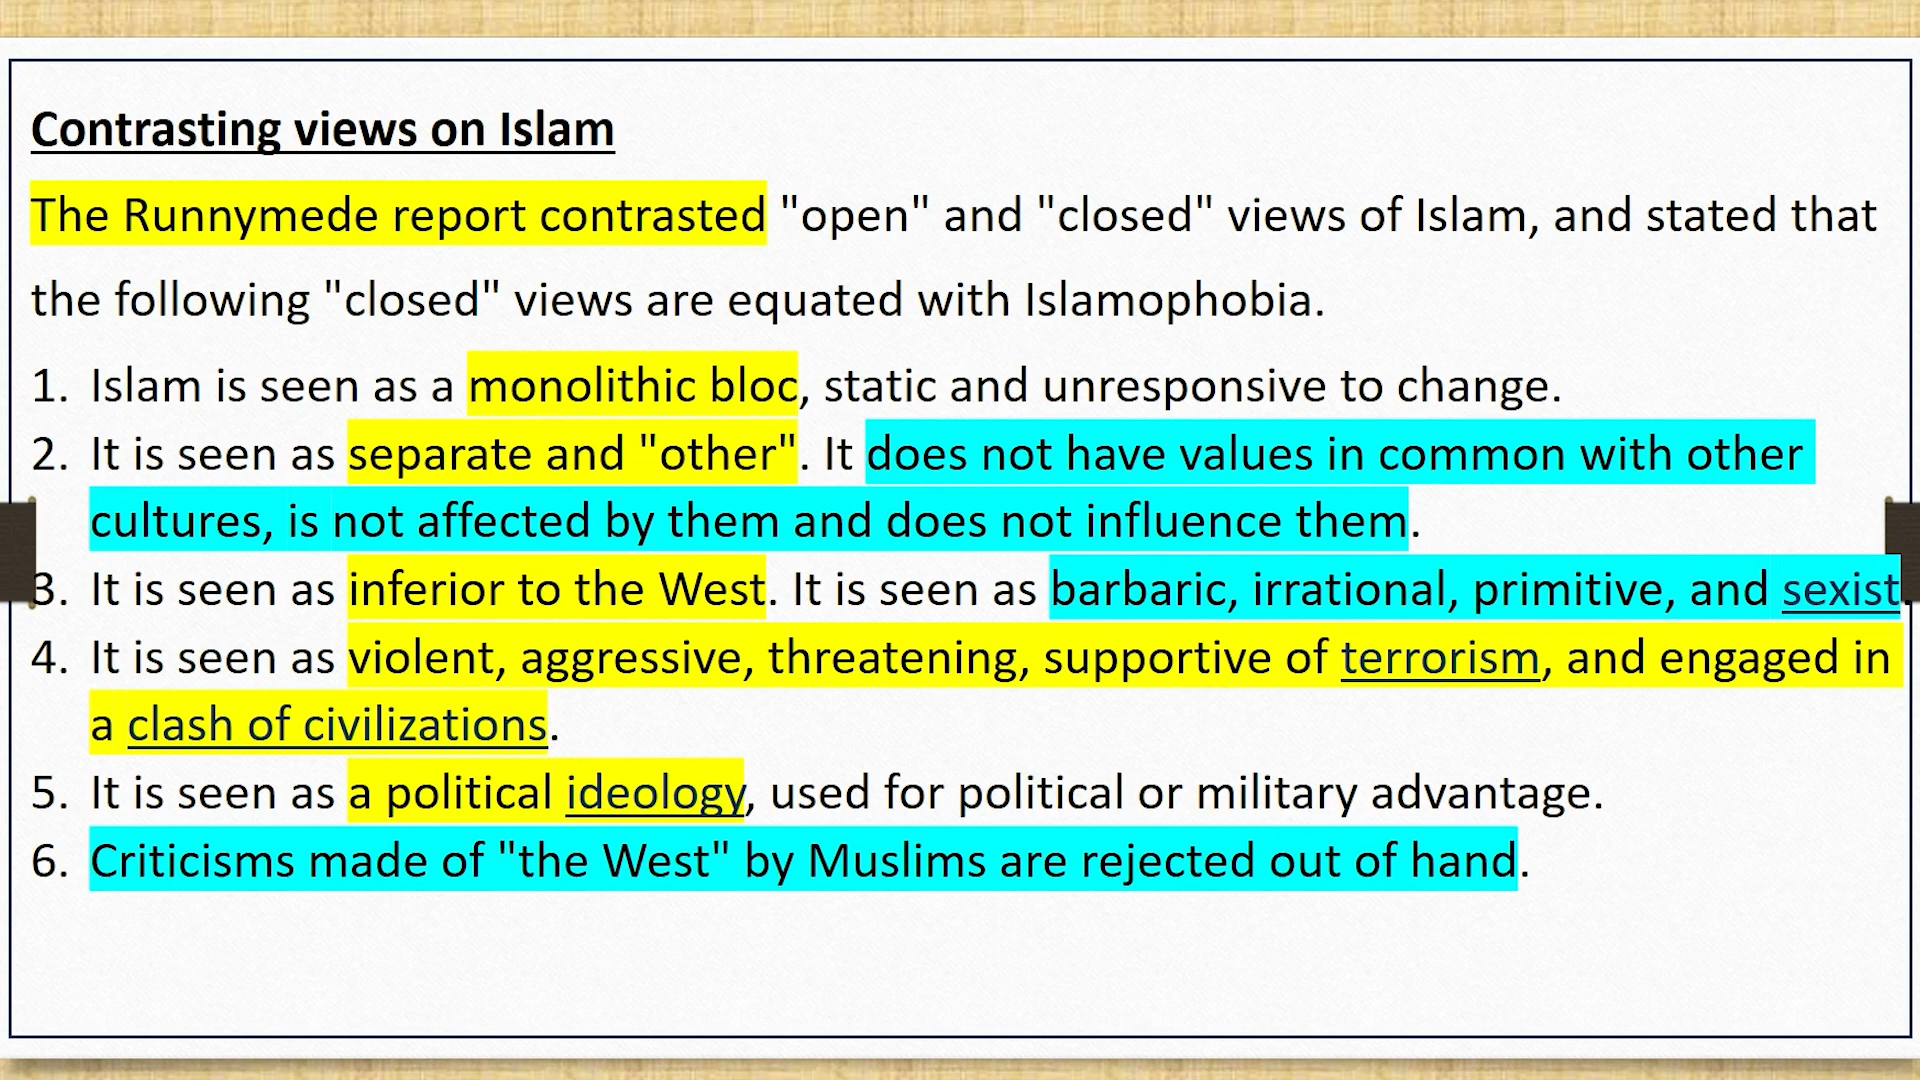 Contrasting views on Islam
The Runnymede report contrasted "open" and "closed" views of Islam, and stated that
the following "closed" views are equated with Islamophobia.
1. Islam is seen as a monolithic bloc, static and unresponsive to change.
2. It is seen as separate and "other". It does not have values in common with other
cultures, is not affected by them and does not influence them.
3. It is seen as inferior to the West. It is seen as barbaric, irrational, primitive, and sexist.
4. It is seen as violent, aggressive, threatening, supportive of terrorism, and engaged in
a clash of civilizations.
5. It is seen as a political ideology, used for political or military advantage.
6. Criticisms made of "the West" by Muslims are rejected out of hand.